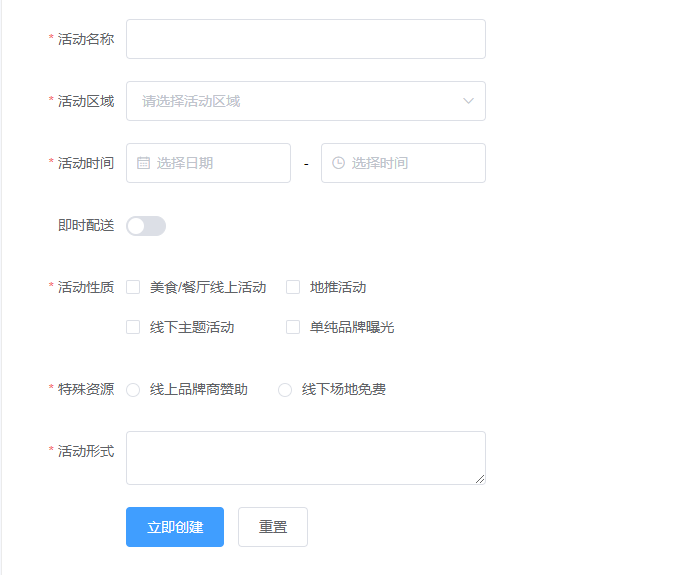 * 活动名称
* 活动区域 请选择活动区域
* 活动时间 选择日期 - 选择时间
即时配送
* 活动性质 美食/餐厅线上活动 地推活动
线下主题活动 单纯品牌曝光
* 特殊资源 线上品牌商赞助 线下场地免费
* 活动形式
立即创建 重置